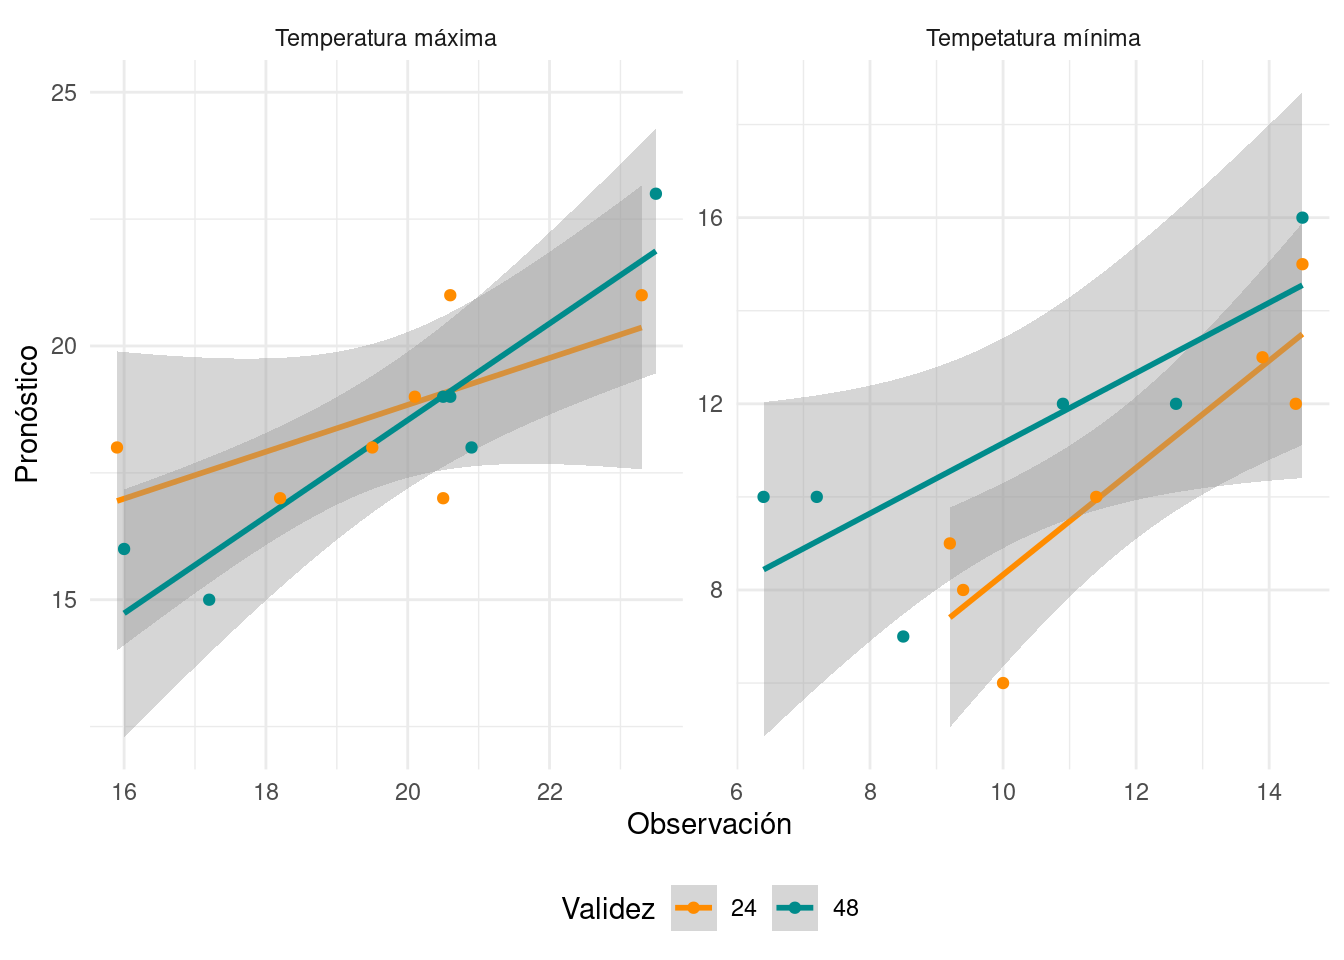 Temperatura máxima
Tempetatura mínima
Pronóstico
25
20
15
16
12
8
16 18 20 22
6 8 10 12 14
Observación
Validez 24 48